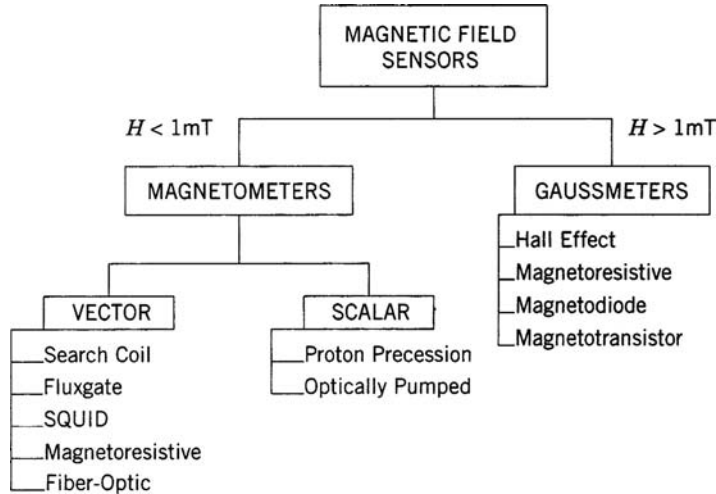 MAGNETIC FIELD
SENSORS
H < 1mT
H > 1mT
MAGNETOMETERS
GAUSSMETERS
Hall Effect
Magnetoresistive
Magnetodiode
Magnetotransistor
VECTOR
SCALAR
Search Coil
Fluxgate
SQUID
Magnetoresistive
Fiber-Optic
Proton Precession
Optically Pumped